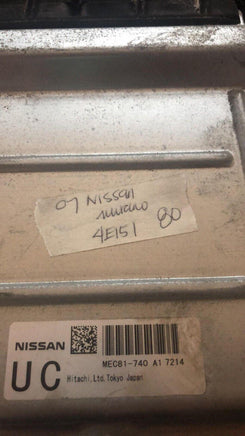 07 NISSan
murano
4E151 80
NISSAN
MEC81-740 A1 7214
UC
Hitachi,Ltd.Tokyo Japan